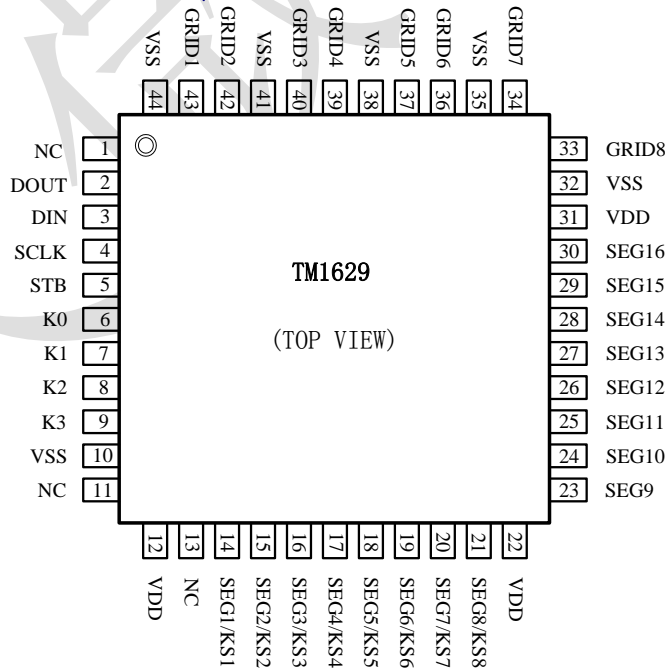 VSS GRID1 GRID2 VSS GRID3 GRID4 VSS GRID5 GRID6 VSS GRID7
44 43 42 41 40 39 38 37 36 35 34
NC 1 33 GRID8
DOUT 2 32 VSS
DIN 3 31 VDD
SCLK 4 30 SEG16
STB 5 TM1629 29 SEG15
K0 6 28 SEG14
K1 7 (TOP VIEW) 27 SEG13
K2 8 26 SEG12
K3 9 25 SEG11
VSS 10 24 SEG10
NC 11 23 SEG9
12 13 14 15 16 17 18 19 20 21 22
VDD NC SEG1/KS1 SEG2/KS2 SEG3/KS3 SEG4/KS4 SEG5/KS5 SEG6/KS6 SEG7/KS7 SEG8/KS8 VDD